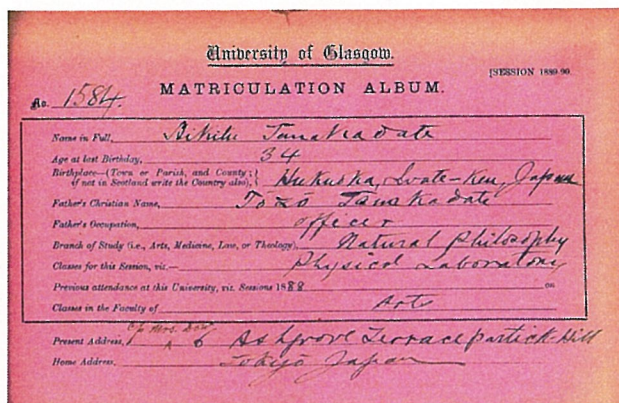 University of Glasgow.
[SESSION 1889-90.
MATRICULATION ALBUM.
No. 1584.
Name in Full, Aikitu Tanakadate
Age at last Birthday, 34
Birthplace—(Town or Parish, and County;
if not in Scotland write the Country also), Hukuoka, Iwate-Ken, Japan
Father's Christian Name, Tozo Tanakadate
Father's Occupation, officer
Branch of Study (i.e., Arts, Medicine, Law, or Theology), Natural Philosophy
Classes for this Session, viz.— Physical Laboratory
Previous attendance at this University, viz. Sessions 1888 on
Classes in the Faculty of Arts
c/o Mrs.
Present Address, 6 Ashgrove Terrace Partick Hill
Home Address, Tokyo Japan